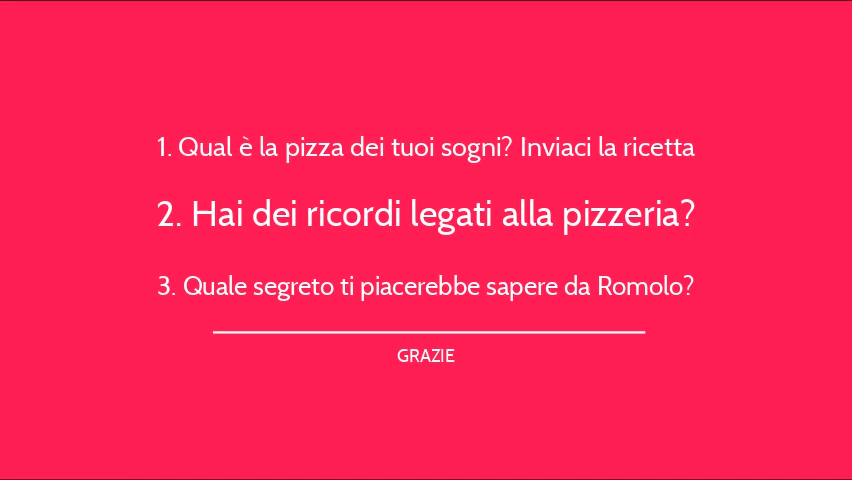 1. Qual è la pizza dei tuoi sogni? Inviaci la ricetta
2. Hai dei ricordi legati alla pizzeria?
3. Quale segreto ti piacerebbe sapere da Romolo?
GRAZIE